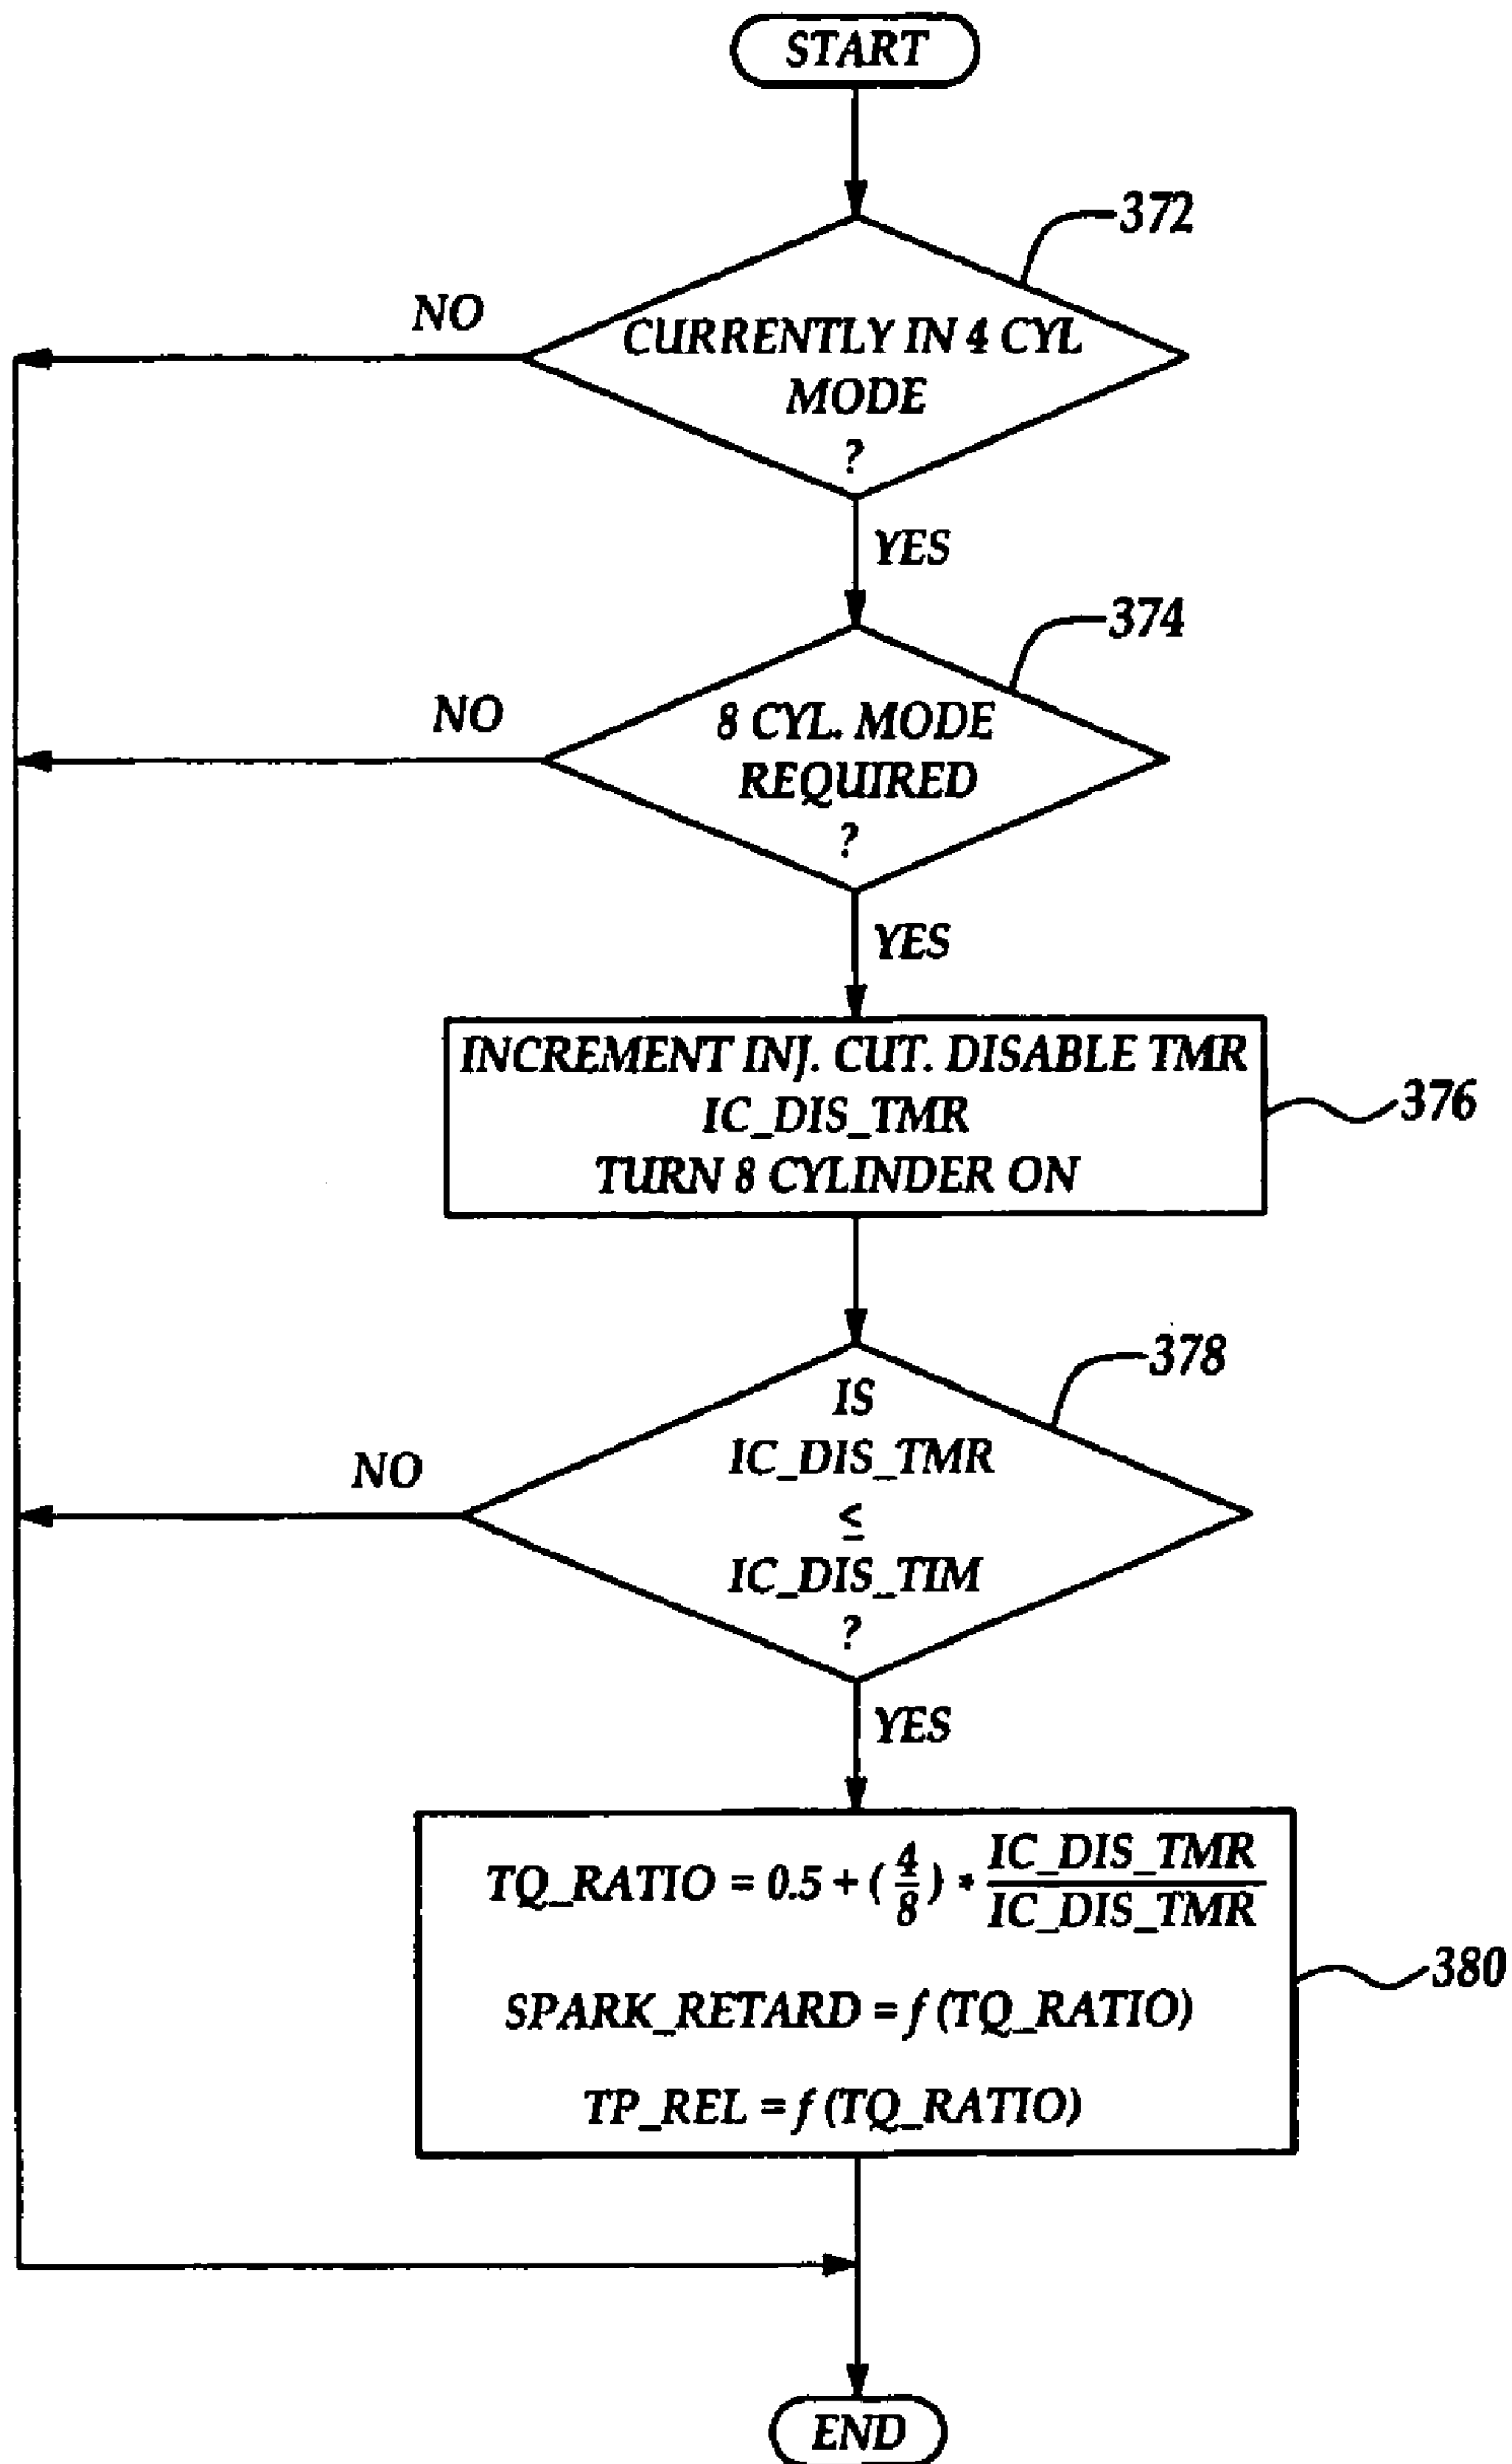 START
372
CURRENTLY IN 4 CYL
MODE
?
NO
YES
374
8 CYL. MODE
REQUIRED
?
NO
YES
INCREMENT INJ. CUT. DISABLE TMR
IC_DIS_TMR
TURN 8 CYLINDER ON
376
378
IS
IC_DIS_TMR
≤
IC_DIS_TIM
?
NO
YES
TQ_RATIO = 0.5 + (4/8) * IC_DIS_TMR/IC_DIS_TMR
SPARK_RETARD = f (TQ_RATIO)
TP_REL = f (TQ_RATIO)
380
END